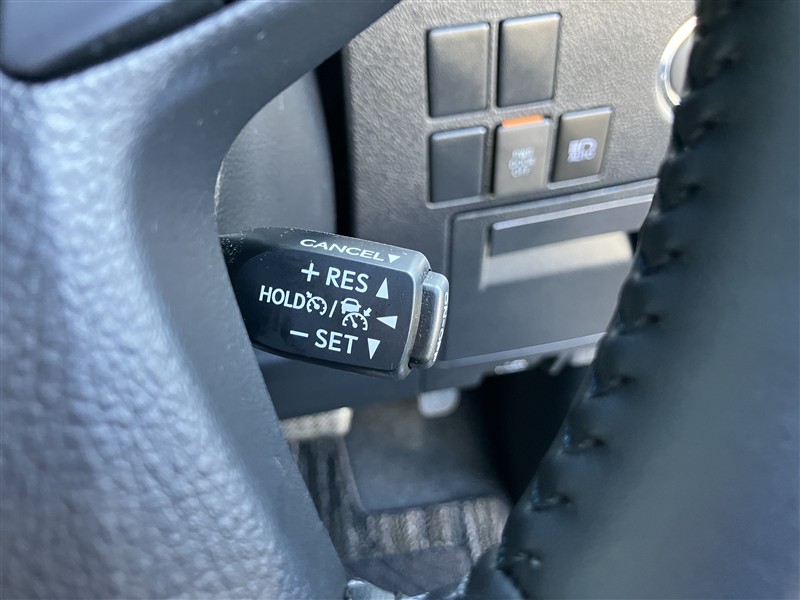 CANCEL▼
+ RES ▲
HOLD / ◀
− SET ▼